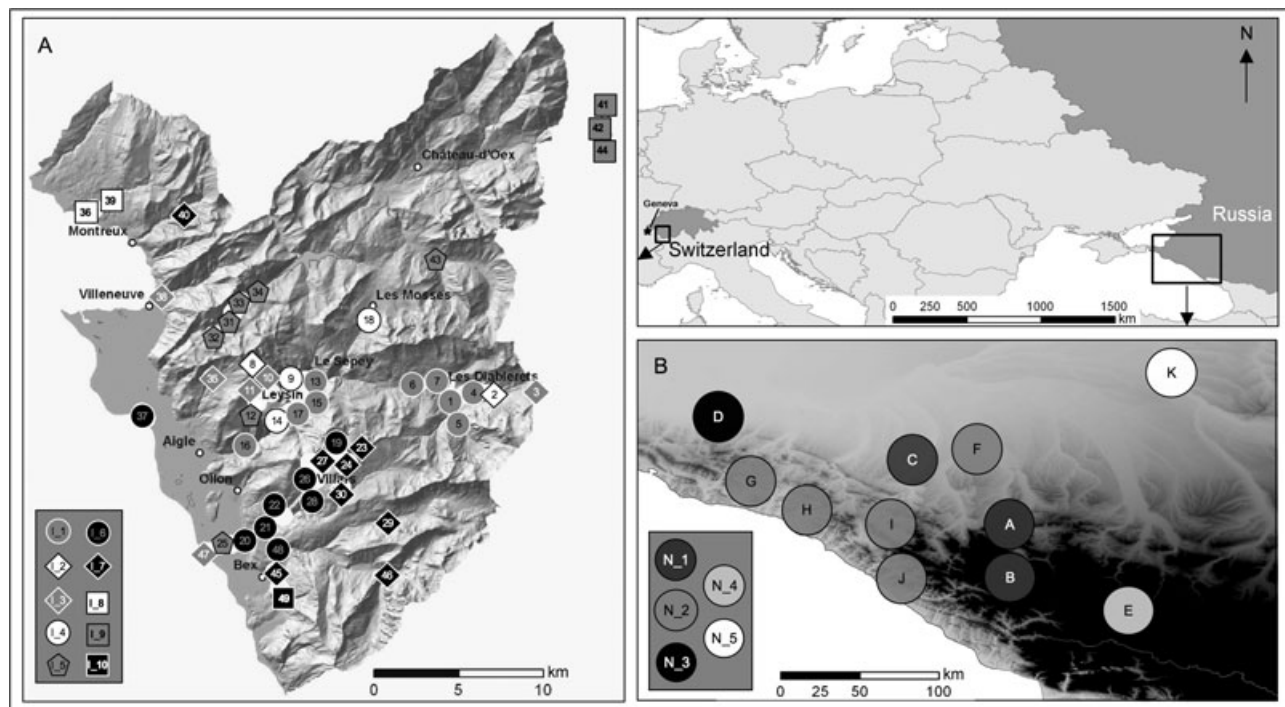 A
41
42
44
Château-d'Oex
39
36
40
Montreux
43
Villeneuve
38
34
33
31
32
Les Mosses
18
8
35
10
9
Le Sépey
13
11
Leysin
15
12
14
17
16
6
7
Les Diablerets
4
2
3
1
5
37
Aigle
19
23
27
24
Villars
26
30
28
22
Ollon
21
29
20
25
47
48
Bex
45
46
49
I_1
I_6
I_2
I_7
I_3
I_8
I_4
I_9
I_5
I_10
km
0
5
10
N
Geneva
Switzerland
Russia
0
250
500
1000
1500
km
B
K
D
C
F
G
H
I
A
J
B
E
N_1
N_4
N_2
N_5
N_3
km
0
25
50
100